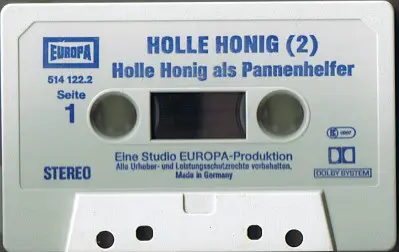 EUROPA
HOLLE HONIG (2)
514 122.2
Holle Honig als Pannenhelfer
Seite
1
STEREO
Eine Studio EUROPA-Produktion
Alle Urheber- und Leistungsschutzrechte vorbehalten.
Made in Germany
DOLBY SYSTEM